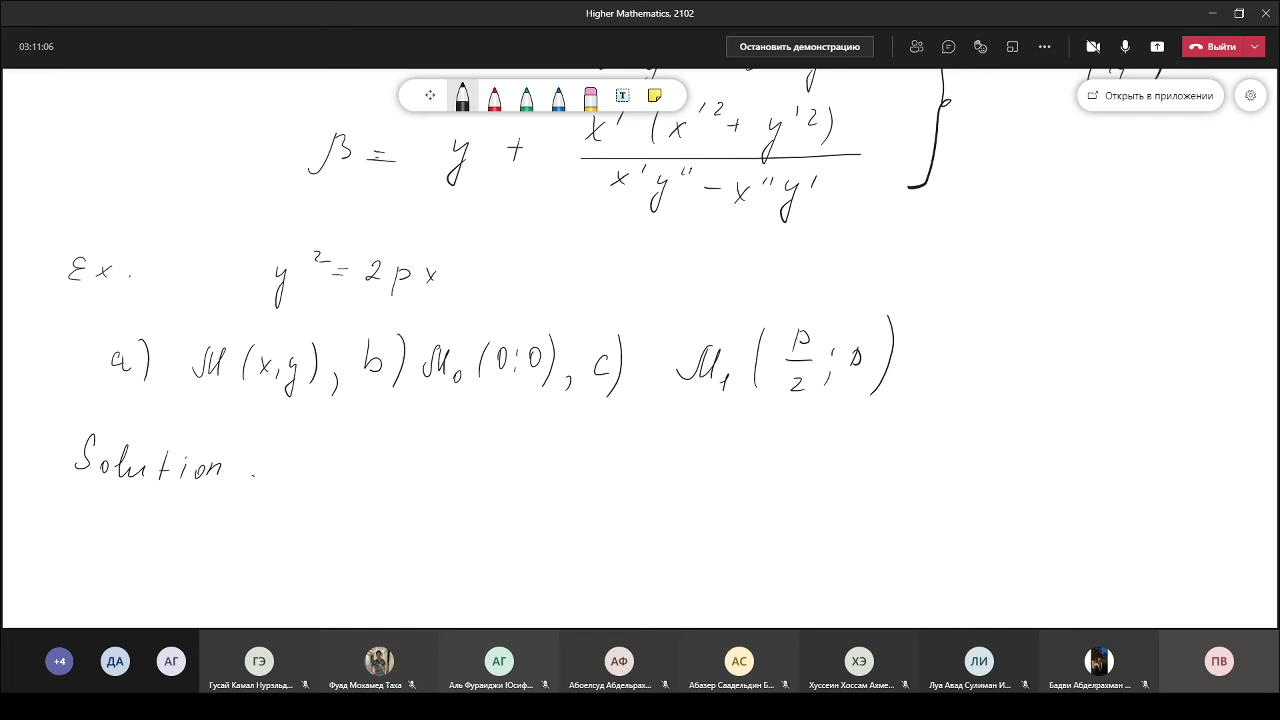 Higher Mathematics, 2102
03:11:06
Остановить демонстрацию
Выйти
Открыть в приложении
β = y + x'(x'² + y'²) / (x'y'' − x''y')
Ex. y² = 2px
a) M(x,y), b) M₀(0;0), c) M₁(p/2; p)
Solution.
+4 ДА АГ ГЭ АГ АФ АС ХЭ ЛИ ПВ
Гусай Камал Нурэльд... Фуад Мохамед Таха Аль Фураиджи Юсиф... Абоелсуд Абдельрах... Абазер Саадельдин Б... Хуссеин Хоссам Ахме... Луа Авад Сулиман И... Бадви Абделрахман ...